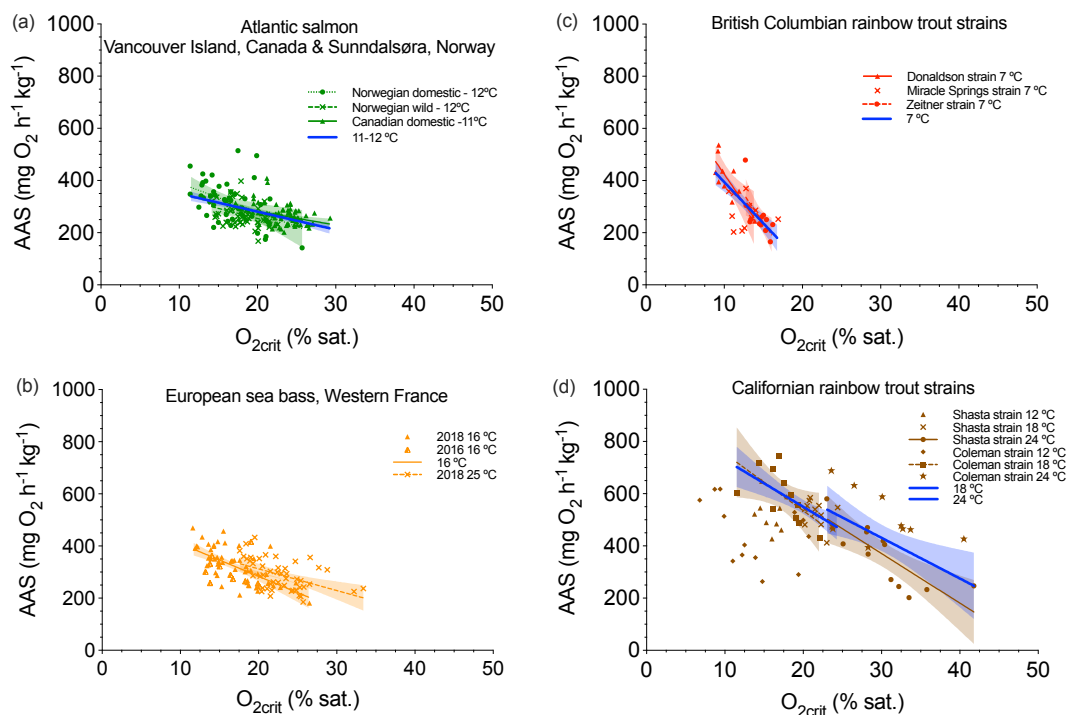 (a)
Atlantic salmon
Vancouver Island, Canada & Sunndalsøra, Norway
Norwegian domestic - 12ºC
Norwegian wild - 12ºC
Canadian domestic -11ºC
11-12 ºC
AAS (mg O2 h-1 kg-1)
1000
800
600
400
200
0
0 10 20 30 40 50
O2crit (% sat.)
(c)
British Columbian rainbow trout strains
Donaldson strain 7 ºC
Miracle Springs strain 7 ºC
Zeitner strain 7 ºC
7 ºC
AAS (mg O2 h-1 kg-1)
1000
800
600
400
200
0
0 10 20 30 40 50
O2crit (% sat.)
(b)
European sea bass, Western France
2018 16 ºC
2016 16 ºC
16 ºC
2018 25 ºC
AAS (mg O2 h-1 kg-1)
1000
800
600
400
200
0
0 10 20 30 40 50
O2crit (% sat.)
(d)
Californian rainbow trout strains
Shasta strain 12 ºC
Shasta strain 18 ºC
Shasta strain 24 ºC
Coleman strain 12 ºC
Coleman strain 18 ºC
Coleman strain 24 ºC
18 ºC
24 ºC
AAS (mg O2 h-1 kg-1)
1000
800
600
400
200
0
0 10 20 30 40 50
O2crit (% sat.)